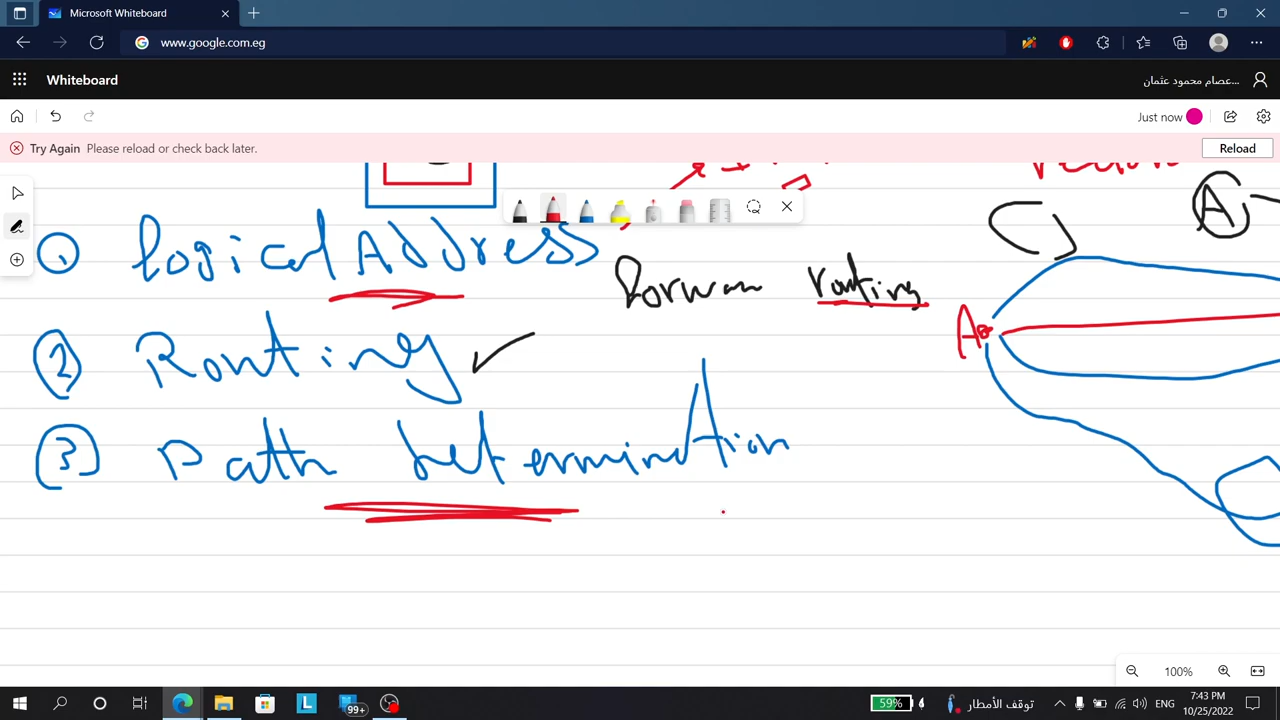 Microsoft Whiteboard
www.google.com.eg
Whiteboard
عصام محمود عثمان...
Just now
Try Again Please reload or check back later.
Reload
A
① logical Address
routing
A
② Routing ✓
③ Path determination
100%
L
99+
59%
توقف الأمطار
ENG
7:43 PM
10/25/2022